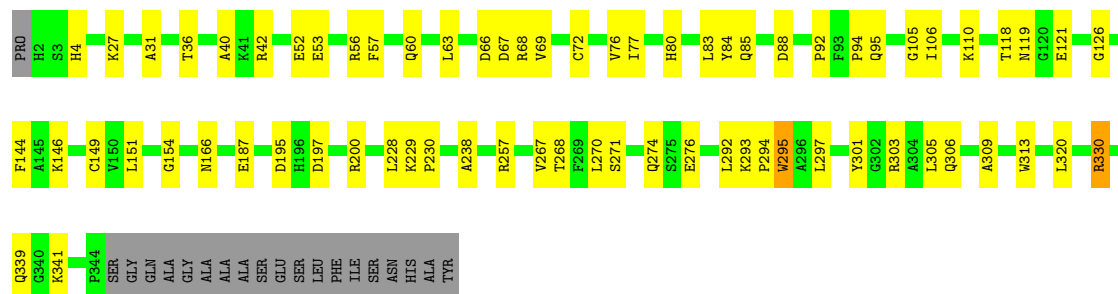 PRO H2 S3 H4 K27 A31 T36 A40 K41 R42 E52 E53 R56 F57 Q60 L63 D66 D67 R68 V69 C72 V76 I77 H80 L83 Y84 Q85 D88 P92 F93 P94 Q95 G105 I106 K110 T118 N119 G120 E121 G126
F144 A145 K146 C149 V150 L151 G154 N166 E187 D195 H196 D197 R200 L228 K229 P230 A238 R257 V267 T268 F269 L270 S271 Q274 S275 E276 L292 K293 P294 W295 A296 L297 Y301 G302 R303 A304 L305 Q306 A309 W313 L320 R330
Q339 G340 K341 P344 SER GLY GLN ALA GLY ALA ALA ALA SER GLU SER LEU PHE ILE SER ASN HIS ALA TYR